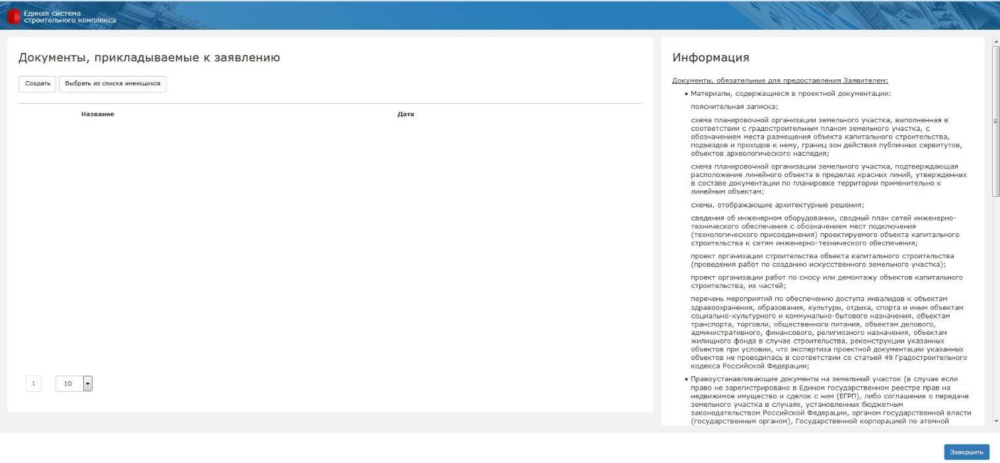 Единая система
строительного комплекса
Документы, прикладываемые к заявлению
Создать
Выбрать из списка имеющихся
Название
Дата
1
10
Информация
Документы, обязательные для предоставления Заявителем:
• Материалы, содержащиеся в проектной документации:
пояснительная записка;
схема планировочной организации земельного участка, выполненная в
соответствии с градостроительным планом земельного участка, с
обозначением места размещения объекта капитального строительства,
подъездов и проходов к нему, границ зон действия публичных сервитутов,
объектов археологического наследия;
схема планировочной организации земельного участка, подтверждающая
расположение линейного объекта в пределах красных линий, утвержденных
в составе документации по планировке территории применительно к
линейным объектам;
схемы, отображающие архитектурные решения;
сведения об инженерном оборудовании, сводный план сетей инженерно-
технического обеспечения с обозначением мест подключения
(технологического присоединения) проектируемого объекта капитального
строительства к сетям инженерно-технического обеспечения;
проект организации строительства объекта капитального строительства
(проведения работ по созданию искусственного земельного участка);
проект организации работ по сносу или демонтажу объектов капитального
строительства, их частей;
перечень мероприятий по обеспечению доступа инвалидов к объектам
здравоохранения, образования, культуры, отдыха, спорта и иным объектам
социально-культурного и коммунально-бытового назначения, объектам
транспорта, торговли, общественного питания, объектам делового,
административного, финансового, религиозного назначения, объектам
жилищного фонда в случае строительства, реконструкции указанных
объектов при условии, что экспертиза проектной документации указанных
объектов не проводилась в соответствии со статьей 49 Градостроительного
кодекса Российской Федерации;
• Правоустанавливающие документы на земельный участок (в случае если
право не зарегистрировано в Едином государственном реестре прав на
недвижимое имущество и сделок с ним (ЕГРП), либо соглашение о передаче
земельного участка в случаях, установленных бюджетным
законодательством Российской Федерации, органом государственной власти
(государственным органом), Государственной корпорацией по атомной
Завершить